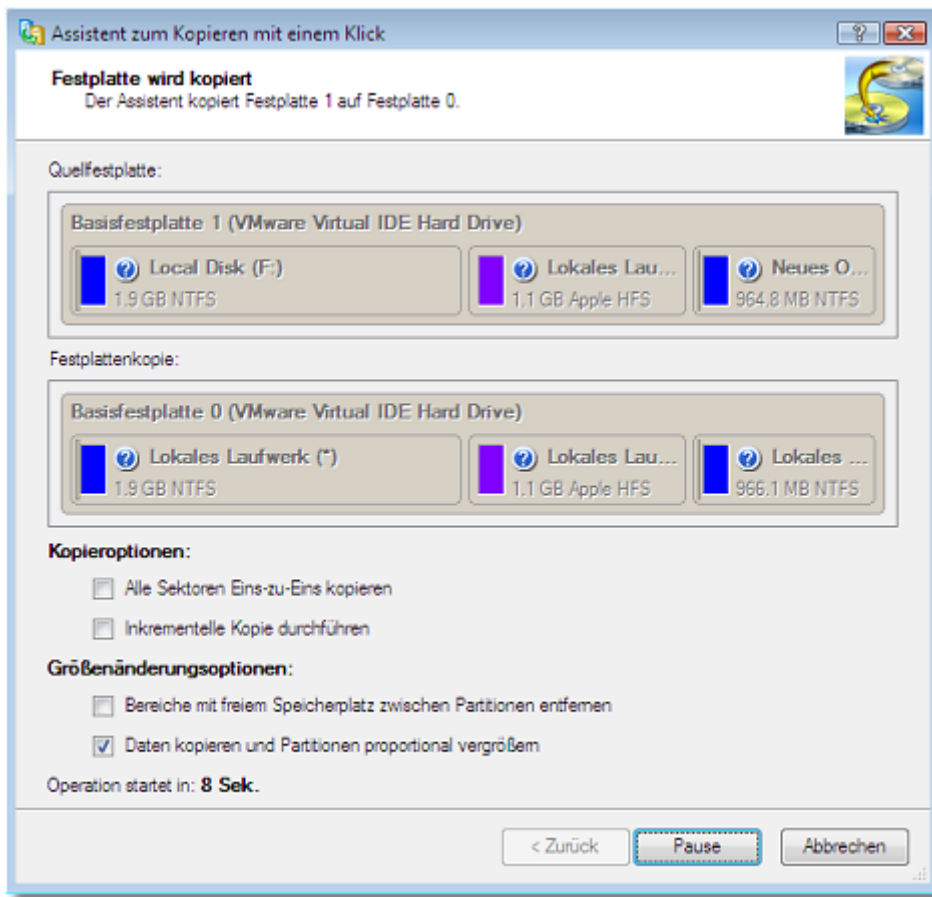 Assistent zum Kopieren mit einem Klick
Festplatte wird kopiert
Der Assistent kopiert Festplatte 1 auf Festplatte 0.
Quellfestplatte:
Basisfestplatte 1 (VMware Virtual IDE Hard Drive)
Local Disk (F:) Lokales Lau... Neues O...
1.9 GB NTFS 1.1 GB Apple HFS 964.8 MB NTFS
Festplattenkopie:
Basisfestplatte 0 (VMware Virtual IDE Hard Drive)
Lokales Laufwerk (*) Lokales Lau... Lokales ...
1.9 GB NTFS 1.1 GB Apple HFS 966.1 MB NTFS
Kopieroptionen:
Alle Sektoren Eins-zu-Eins kopieren
Inkrementelle Kopie durchführen
Größenänderungsoptionen:
Bereiche mit freiem Speicherplatz zwischen Partitionen entfernen
Daten kopieren und Partitionen proportional vergrößern
Operation startet in: 8 Sek.
< Zurück Pause Abbrechen